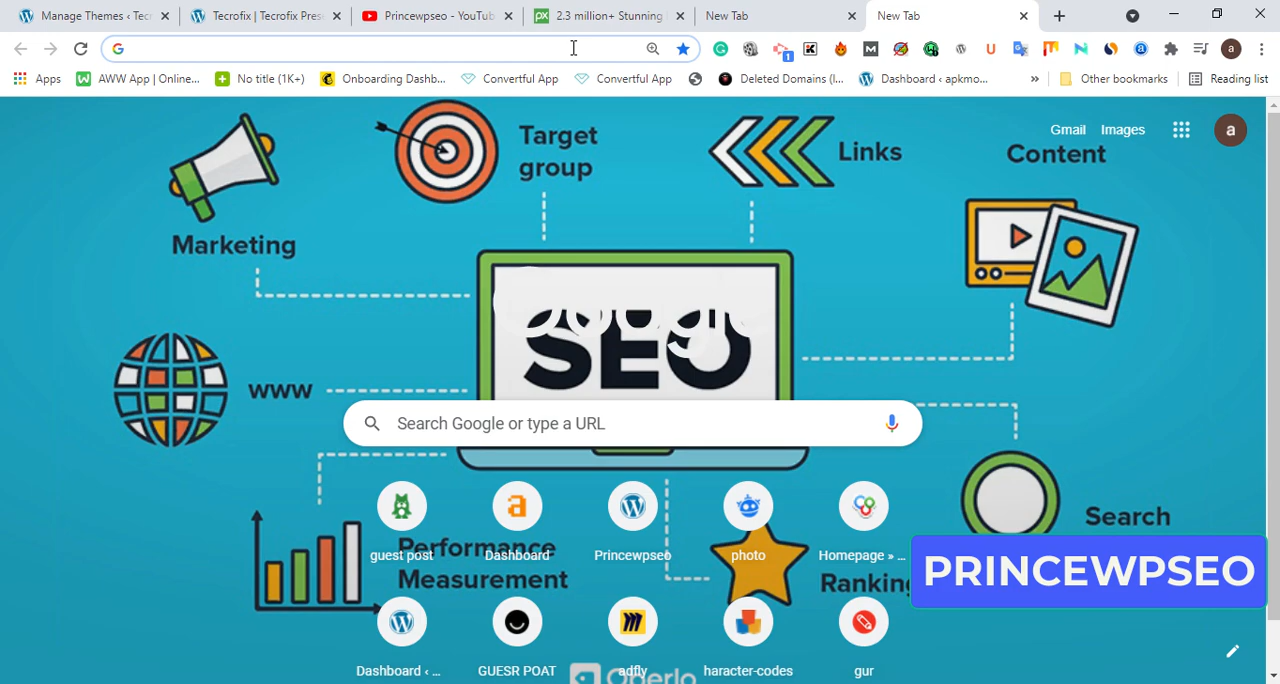 Manage Themes ‹ Tecr
Tecrofix | Tecrofix Pres
Princewpseo - YouTub
2.3 million+ Stunning
New Tab
New Tab
Apps
AWW App | Online...
No title (1K+)
Onboarding Dashb...
Convertful App
Convertful App
Deleted Domains (l...
Dashboard ‹ apkmo...
»
Other bookmarks
Reading list
Gmail
Images
a
Target
group
Links
Content
Marketing
Google
SEO
www
Search Google or type a URL
guest post
Dashboard
Princewpseo
photo
Homepage » ...
Performance
Measurement
Search
Ranking
PRINCEWPSEO
Dashboard ‹ ...
GUESR POAT
adfly
haracter-codes
gur
Oberlo